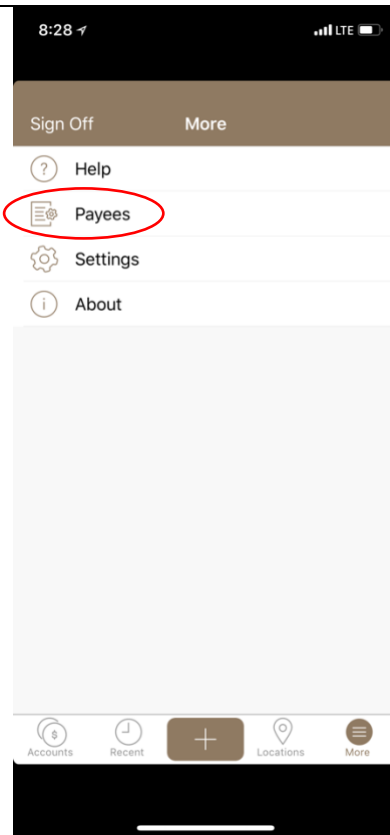 8:28 LTE
Sign Off More
Help
Payees
Settings
About
Accounts Recent Locations More